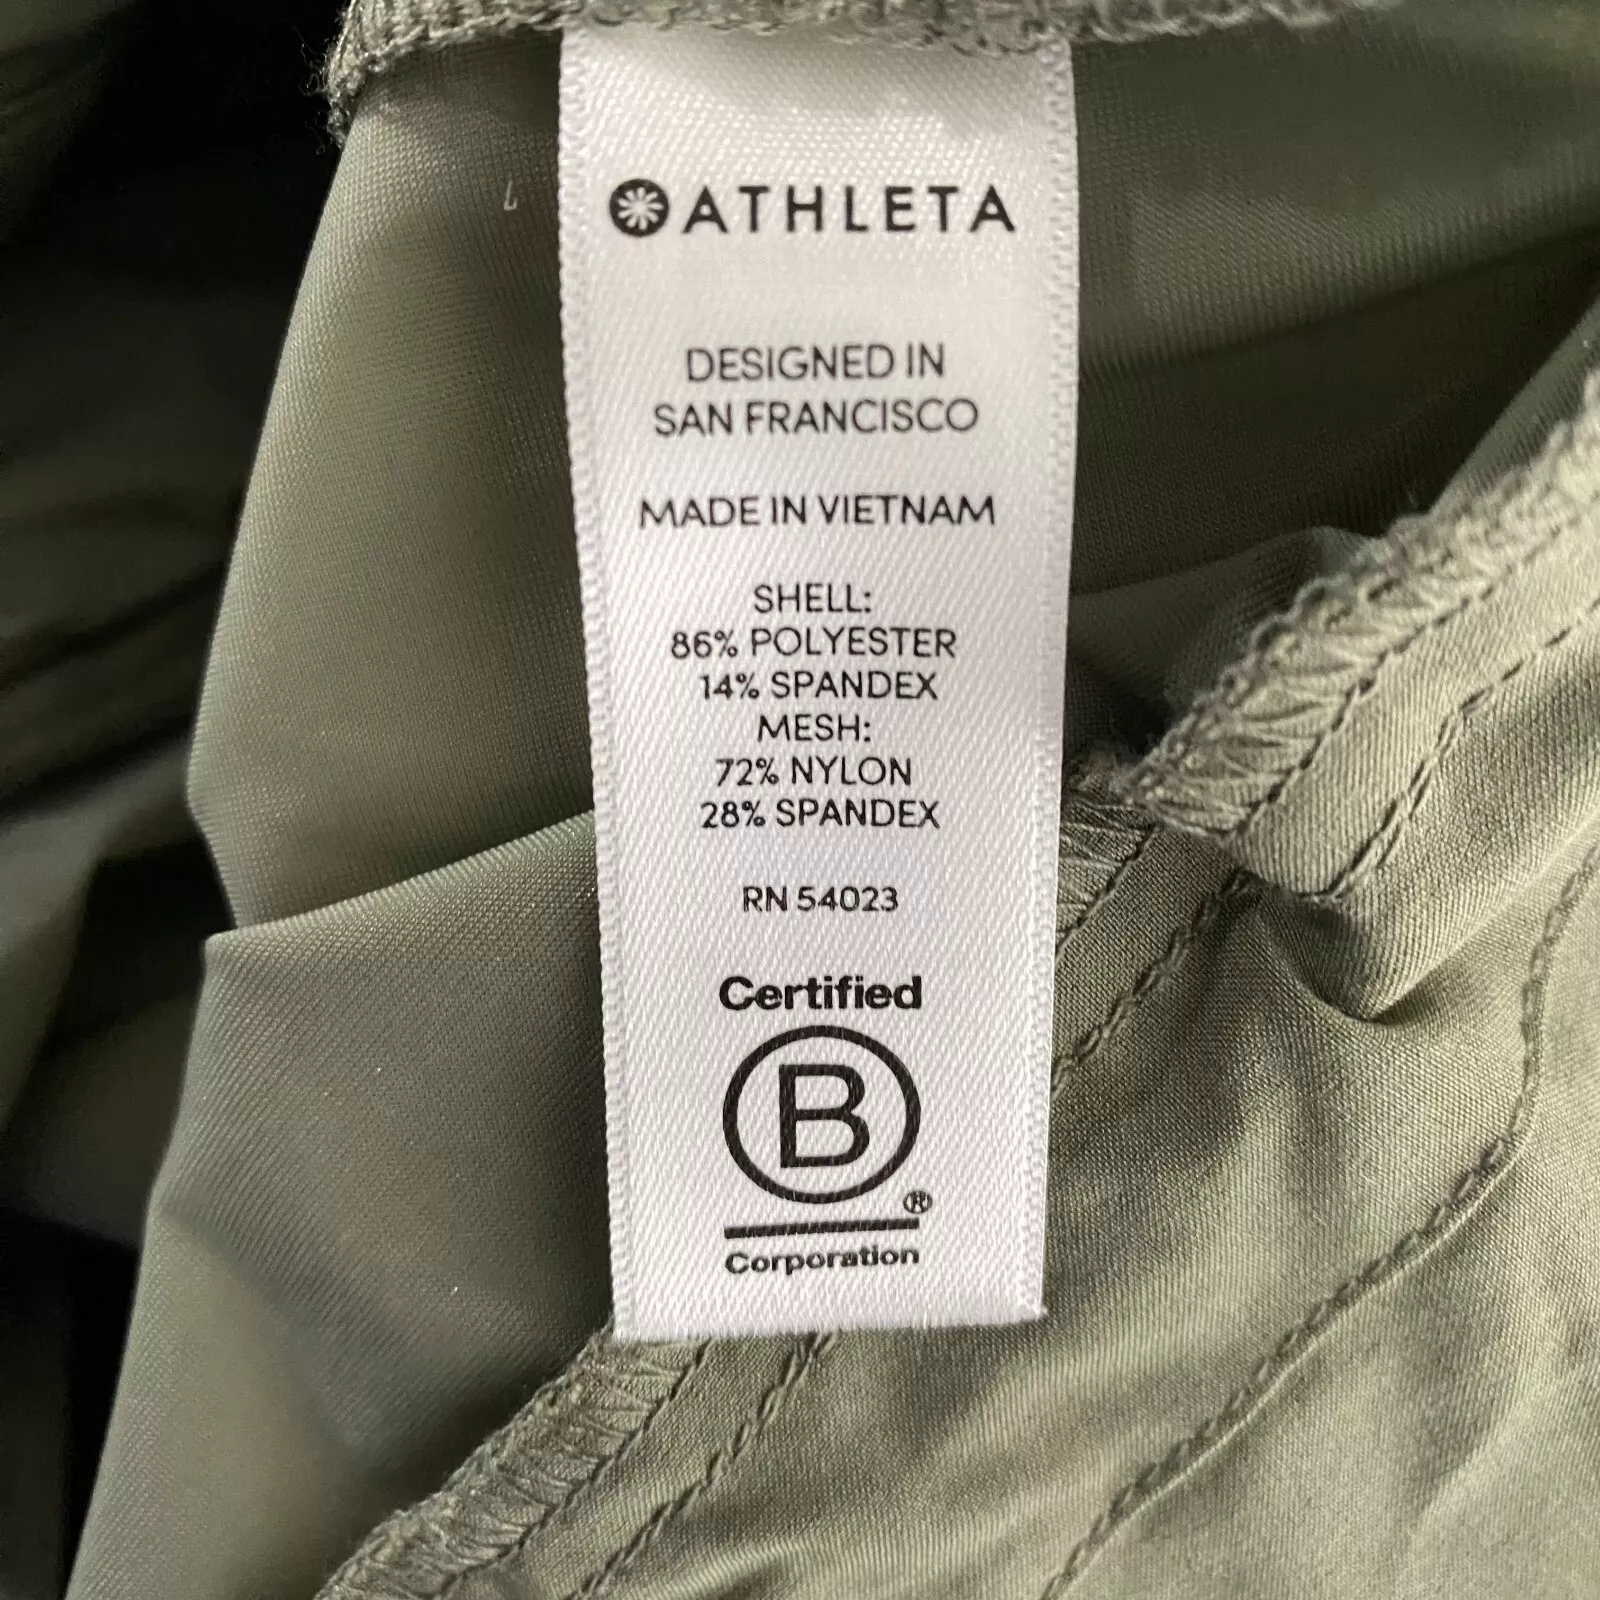 ATHLETA
DESIGNED IN
SAN FRANCISCO
MADE IN VIETNAM
SHELL:
86% POLYESTER
14% SPANDEX
MESH:
72% NYLON
28% SPANDEX
RN 54023
Certified
B
®
Corporation